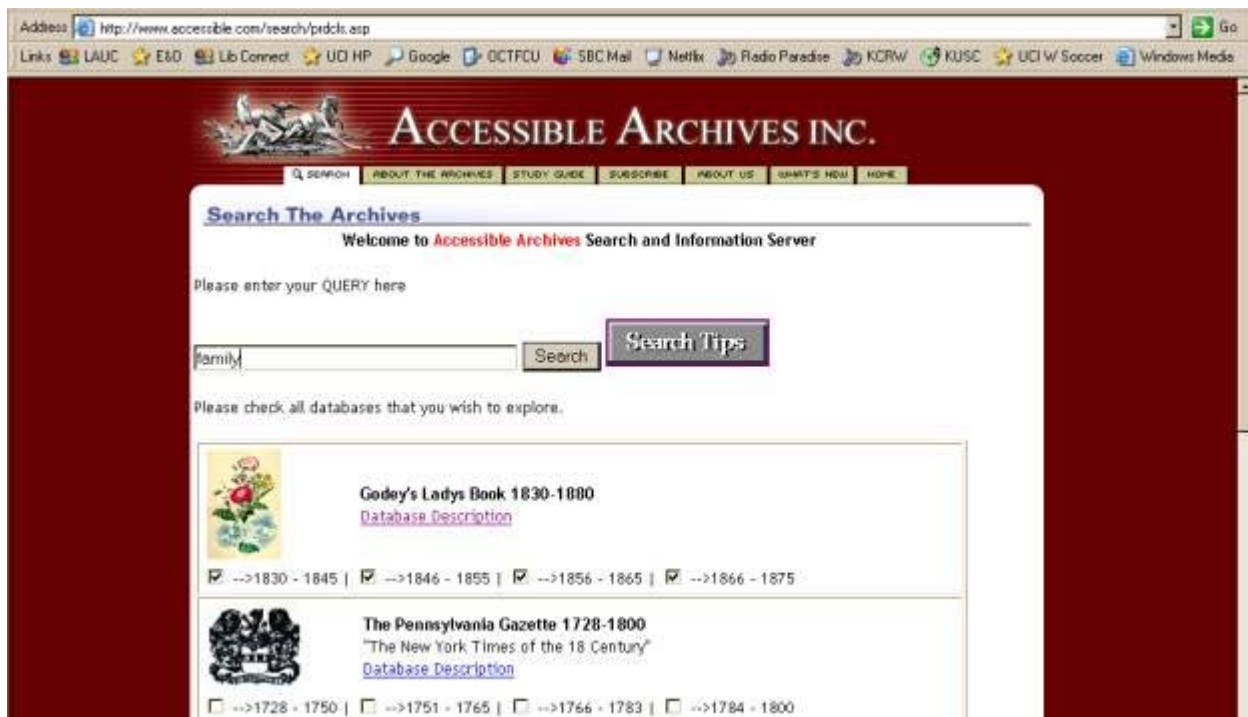 Address http://www.accessible.com/search/prdcls.asp Go
Links LAUC E&D Lib Connect UCI HP Google OCTFCU SBC Mail Netflix Radio Paradise KCRW KUSC UCI W Soccer Windows Media
ACCESSIBLE ARCHIVES INC.
SEARCH ABOUT THE ARCHIVES STUDY GUIDE SUBSCRIBE ABOUT US WHAT'S NEW HOME
Search The Archives
Welcome to Accessible Archives Search and Information Server
Please enter your QUERY here
family Search Search Tips
Please check all databases that you wish to explore.
Godey's Ladys Book 1830-1880
Database Description
-->1830 - 1845 | -->1846 - 1855 | -->1856 - 1865 | -->1866 - 1875
The Pennsylvania Gazette 1728-1800
"The New York Times of the 18 Century"
Database Description
-->1728 - 1750 | -->1751 - 1765 | -->1766 - 1783 | -->1784 - 1800